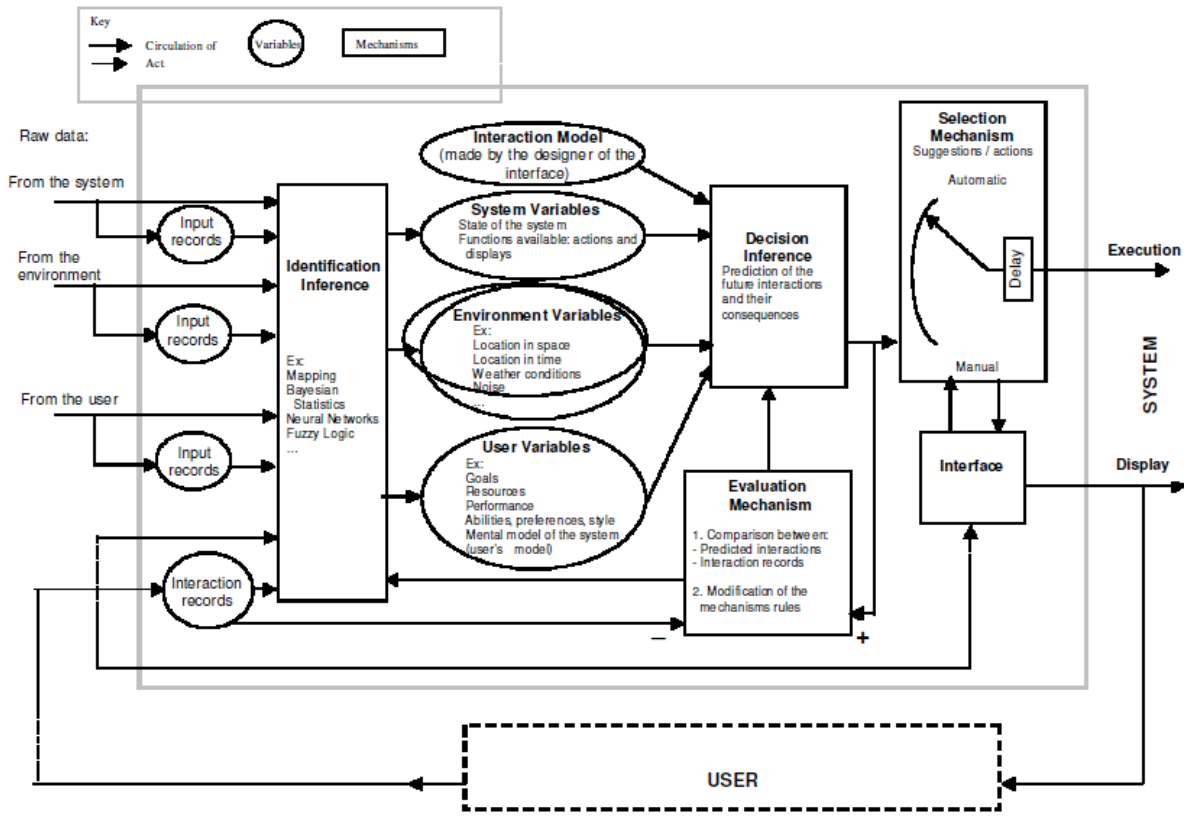 Key
Circulation of
Act
Variables
Mechanisms
Raw data:
From the system
Input
records
From the
environment
Input
records
From the user
Input
records
Interaction
records
Identification
Inference
Ex:
Mapping
Bayesian
Statistics
Neural Networks
Fuzzy Logic
...
Interaction Model
(made by the designer of the
interface)
System Variables
State of the system
Functions available: actions and
displays
Environment Variables
Ex:
Location in space
Location in time
Weather conditions
Noise
...
User Variables
Ex:
Goals
Resources
Performance
Abilities, preferences, style
Mental model of the system
(user's model)
Decision
Inference
Prediction of the
future interactions
and their
consequences
Evaluation
Mechanism
1. Comparison between:
- Predicted interactions
- Interaction records
2. Modification of the
mechanisms rules
–
+
Selection
Mechanism
Suggestions / actions
Automatic
Delay
Manual
Interface
Execution
SYSTEM
Display
USER